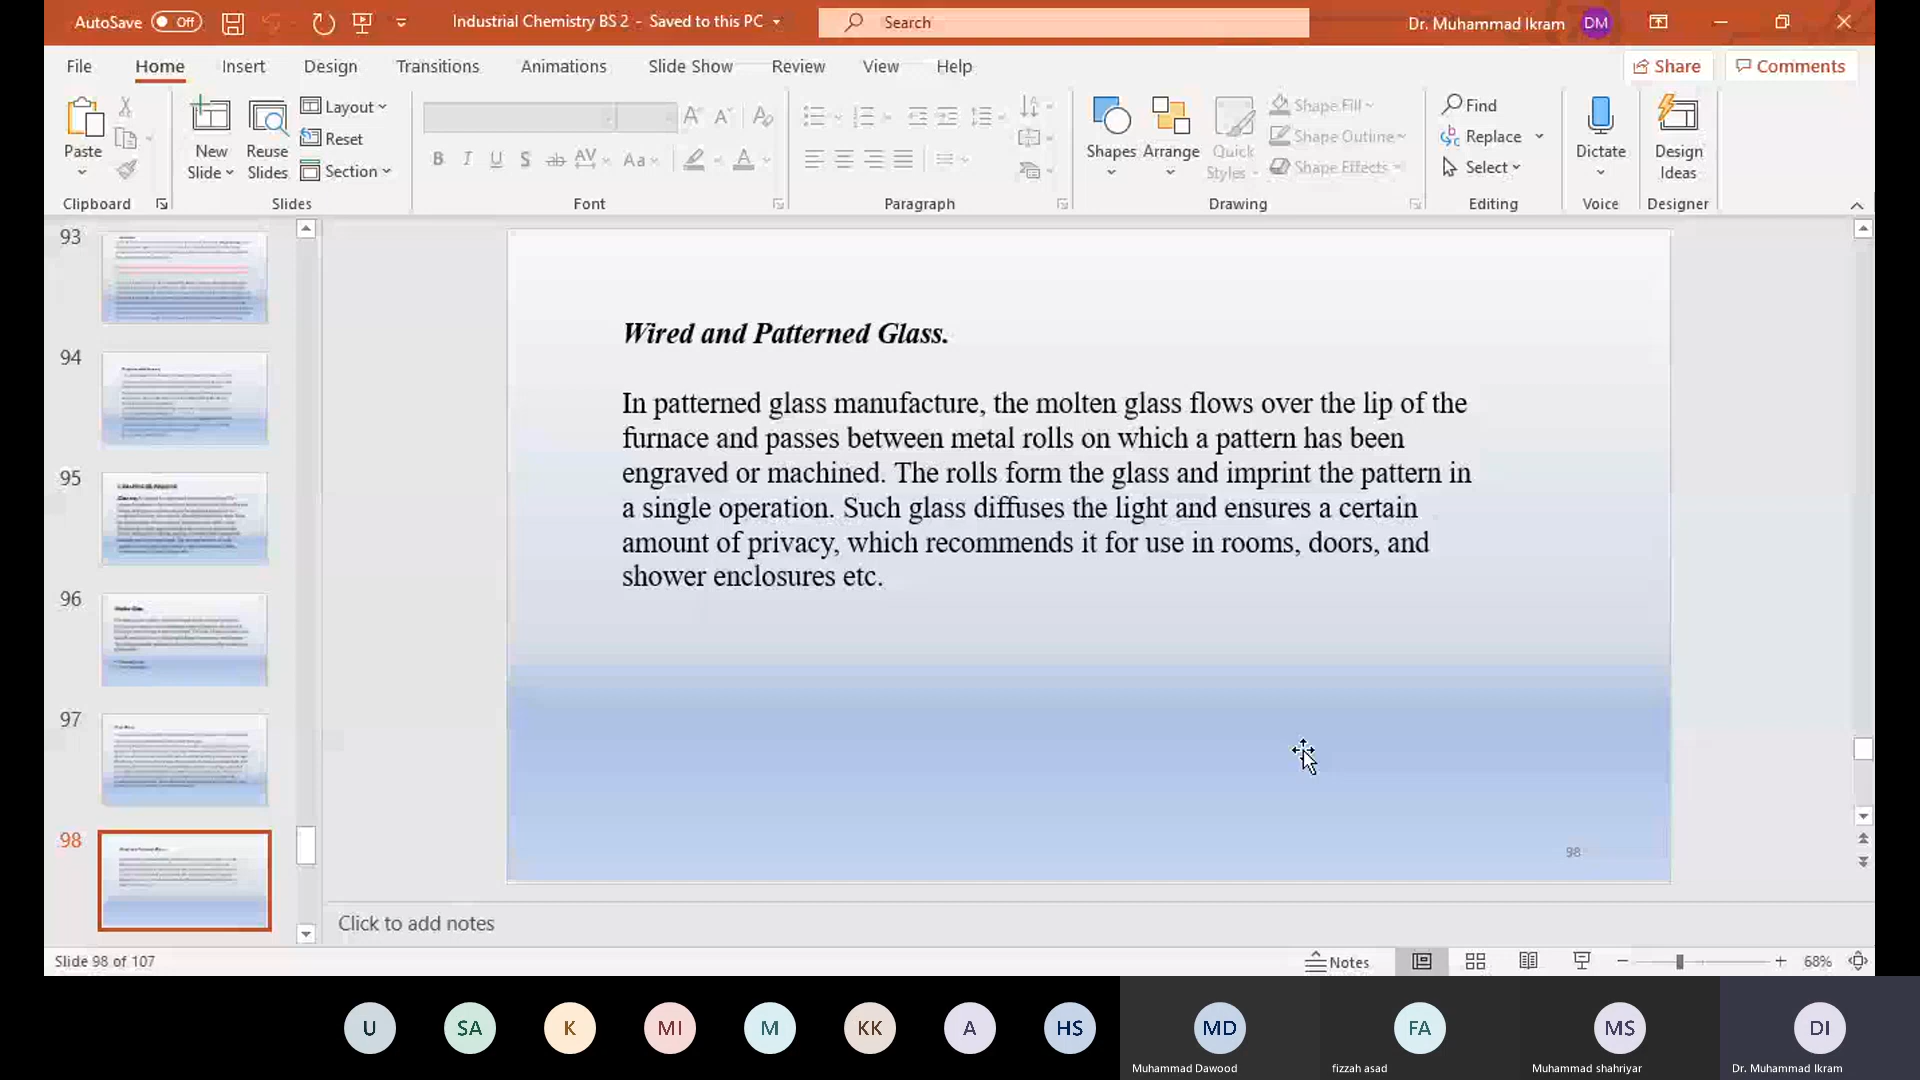 AutoSave Off Industrial Chemistry BS 2 - Saved to this PC Search Dr. Muhammad Ikram DM
File Home Insert Design Transitions Animations Slide Show Review View Help Share Comments
Paste
New Slide
Reuse Slides
Layout
Reset
Section
B I U S ab AV Aa A
Shapes
Arrange
Quick Styles
Shape Fill
Shape Outline
Shape Effects
Find
Replace
Select
Dictate
Design Ideas
Clipboard Slides Font Paragraph Drawing Editing Voice Designer
93
94
95
96
97
98
Wired and Patterned Glass.
In patterned glass manufacture, the molten glass flows over the lip of the
furnace and passes between metal rolls on which a pattern has been
engraved or machined. The rolls form the glass and imprint the pattern in
a single operation. Such glass diffuses the light and ensures a certain
amount of privacy, which recommends it for use in rooms, doors, and
shower enclosures etc.
98
Click to add notes
Slide 98 of 107 Notes 68%
U SA K MI M KK A HS MD FA MS DI
Muhammad Dawood fizzah asad Muhammad shahriyar Dr. Muhammad Ikram